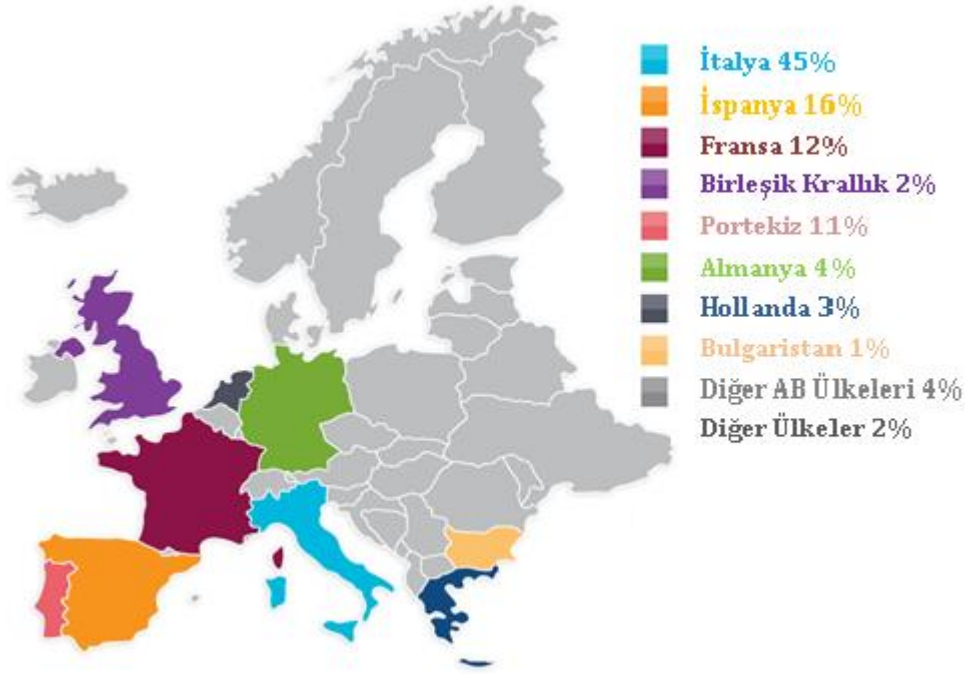 İtalya 45%
İspanya 16%
Fransa 12%
Birleşik Krallık 2%
Portekiz 11%
Almanya 4%
Hollanda 3%
Bulgaristan 1%
Diğer AB Ülkeleri 4%
Diğer Ülkeler 2%